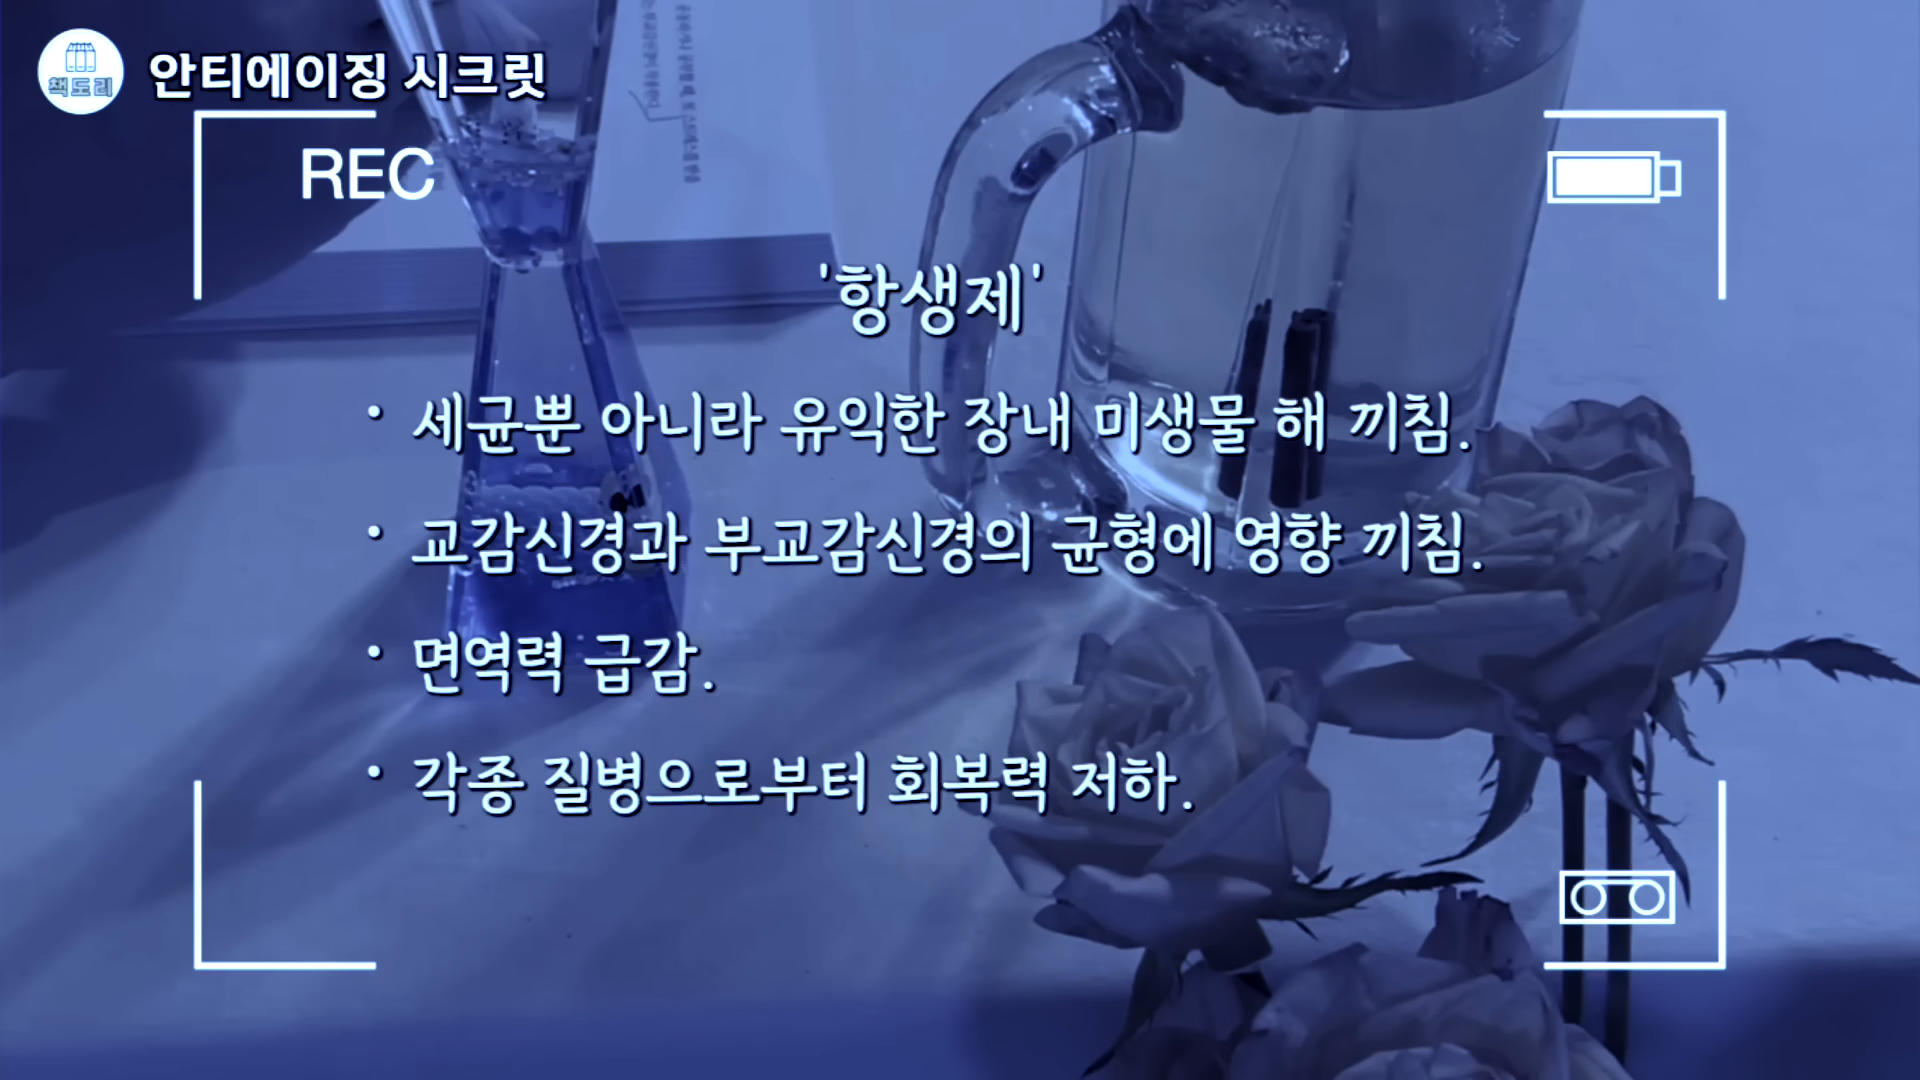 책도리
안티에이징 시크릿
REC
'항생제'
· 세균뿐 아니라 유익한 장내 미생물 해 끼침.
· 교감신경과 부교감신경의 균형에 영향 끼침.
· 면역력 급감.
· 각종 질병으로부터 회복력 저하.